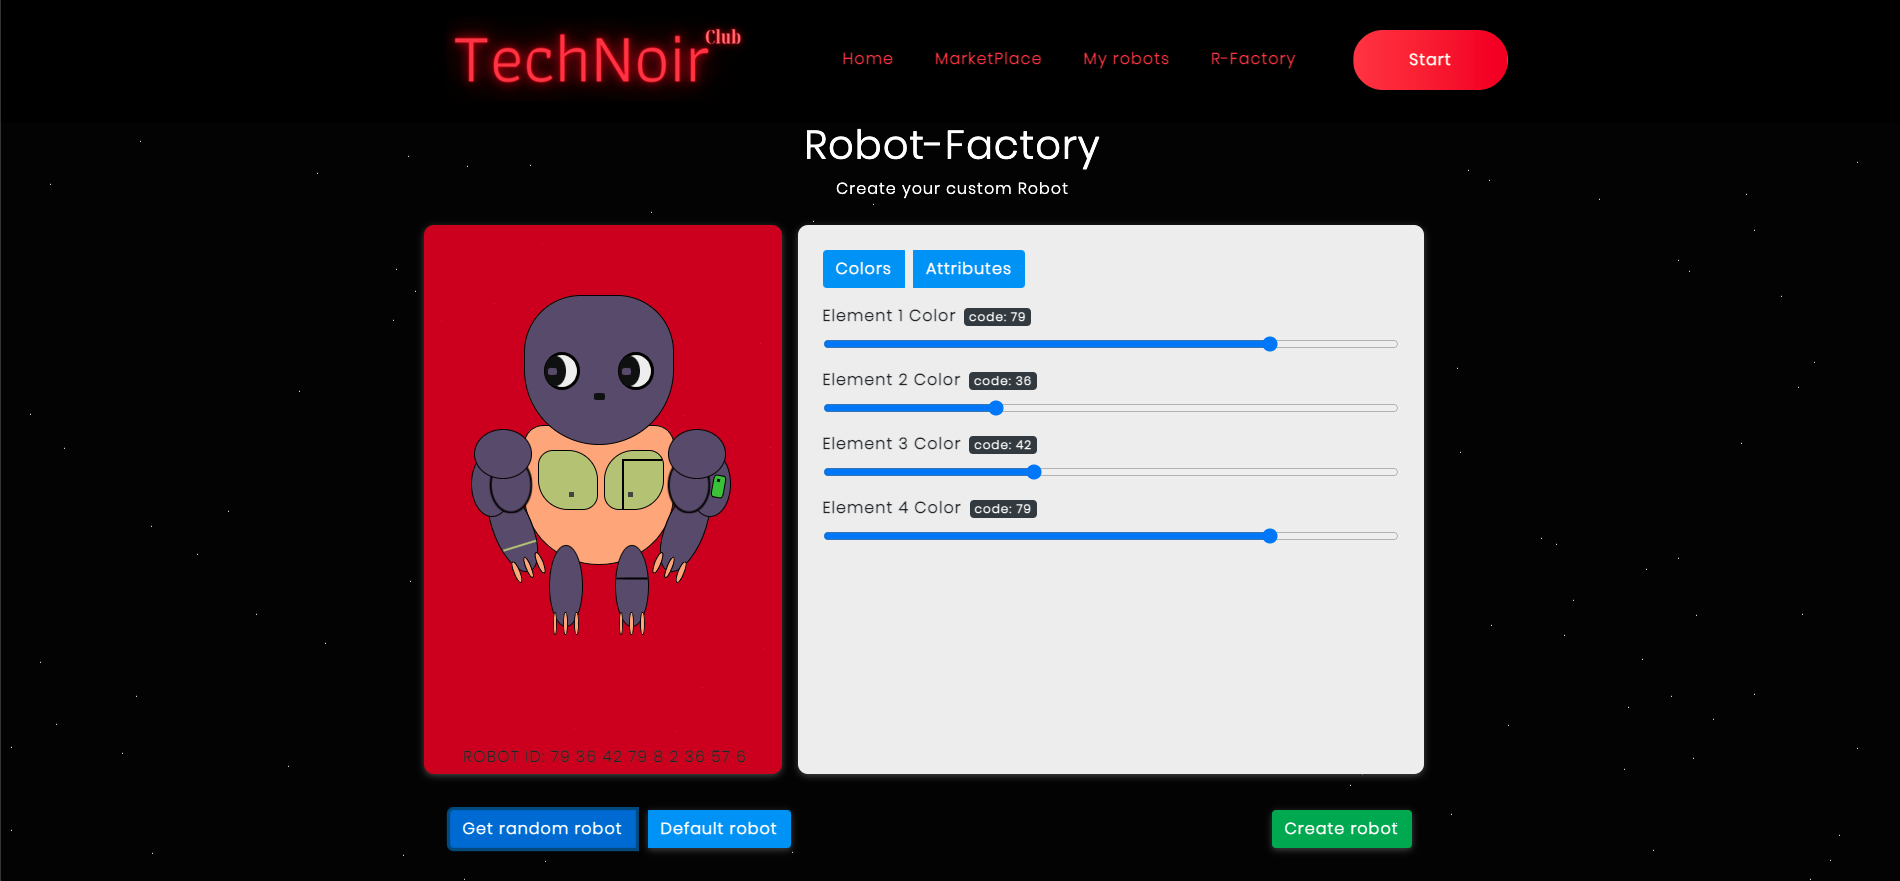 TechNoir Club
Home MarketPlace My robots R-Factory Start
Robot-Factory
Create your custom Robot
Colors Attributes
Element 1 Color code: 79
Element 2 Color code: 36
Element 3 Color code: 42
Element 4 Color code: 79
ROBOT ID: 79 36 42 79 8 2 36 57 6
Get random robot Default robot Create robot